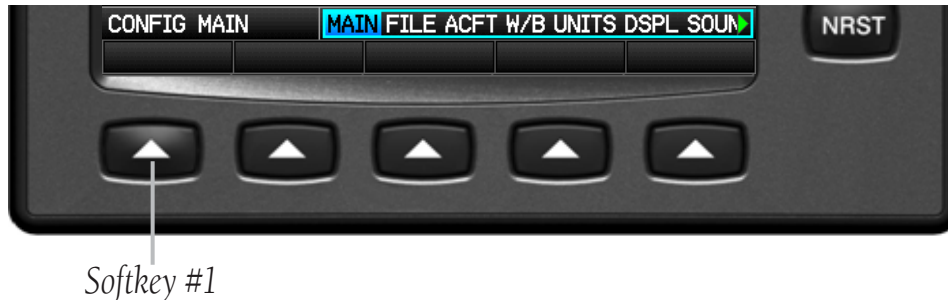 CONFIG MAIN MAIN FILE ACFT W/B UNITS DSPL SOUN
NRST
Softkey #1